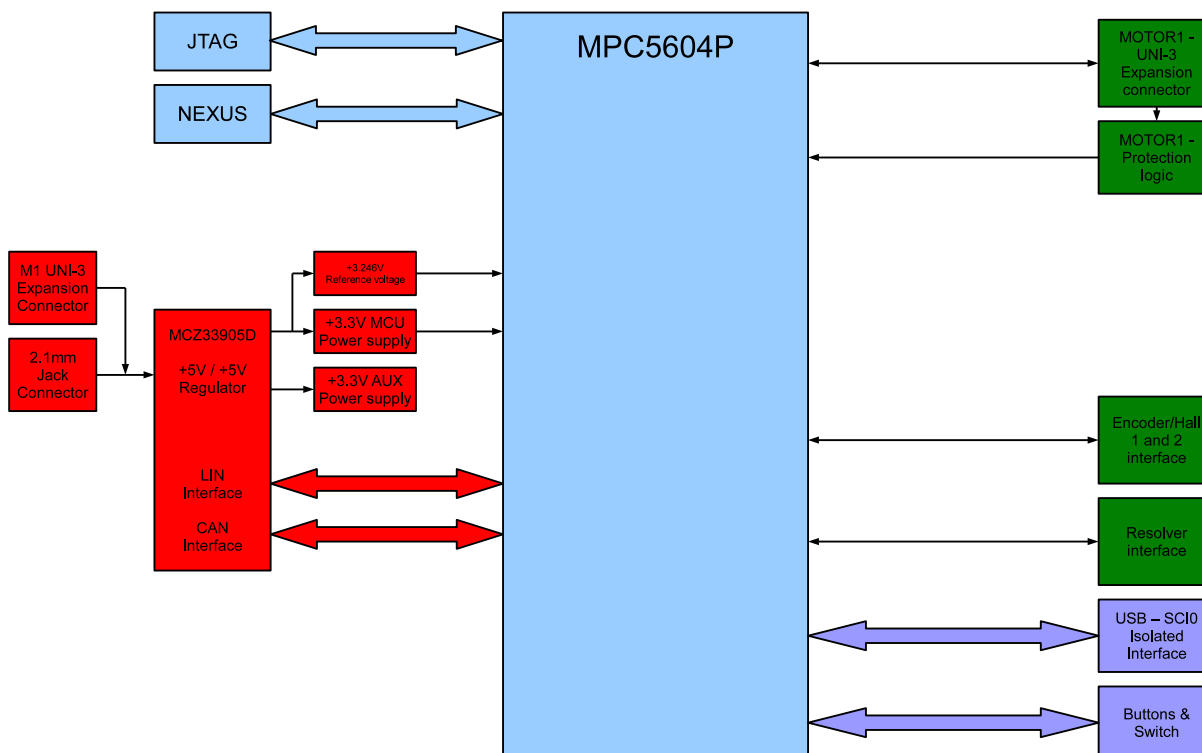 JTAG
NEXUS
MPC5604P
MOTOR1 -
UNI-3
Expansion
connector
MOTOR1 -
Protection
logic
M1 UNI-3
Expansion
Connector
2.1mm
Jack
Connector
MCZ33905D
+5V / +5V
Regulator
LIN
Interface
CAN
Interface
+3.246V
Reference voltage
+3.3V MCU
Power supply
+3.3V AUX
Power supply
Encoder/Hall
1 and 2
interface
Resolver
interface
USB – SCI0
Isolated
Interface
Buttons &
Switch